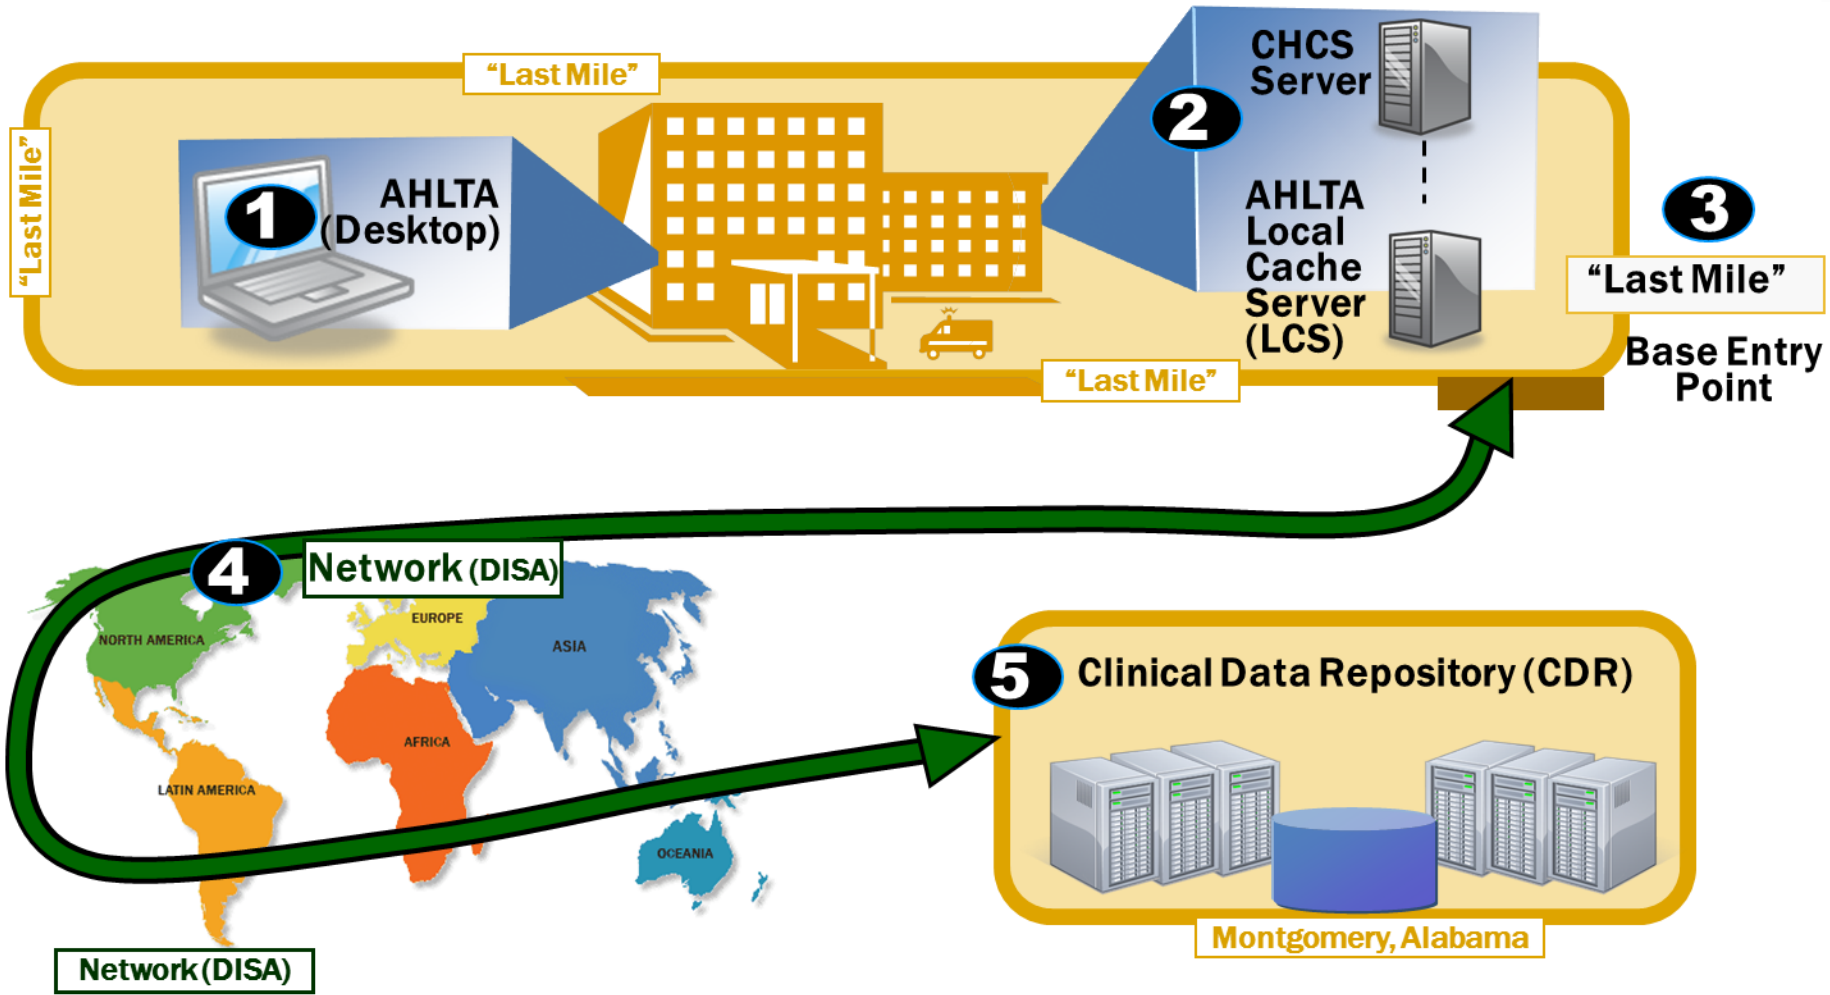 “Last Mile”
“Last Mile”
1
AHLTA
(Desktop)
2
CHCS
Server
AHLTA
Local
Cache
Server
(LCS)
3
“Last Mile”
Base Entry
Point
“Last Mile”
4
Network (DISA)
NORTH AMERICA
EUROPE
ASIA
AFRICA
LATIN AMERICA
OCEANIA
Network (DISA)
5
Clinical Data Repository (CDR)
Montgomery, Alabama